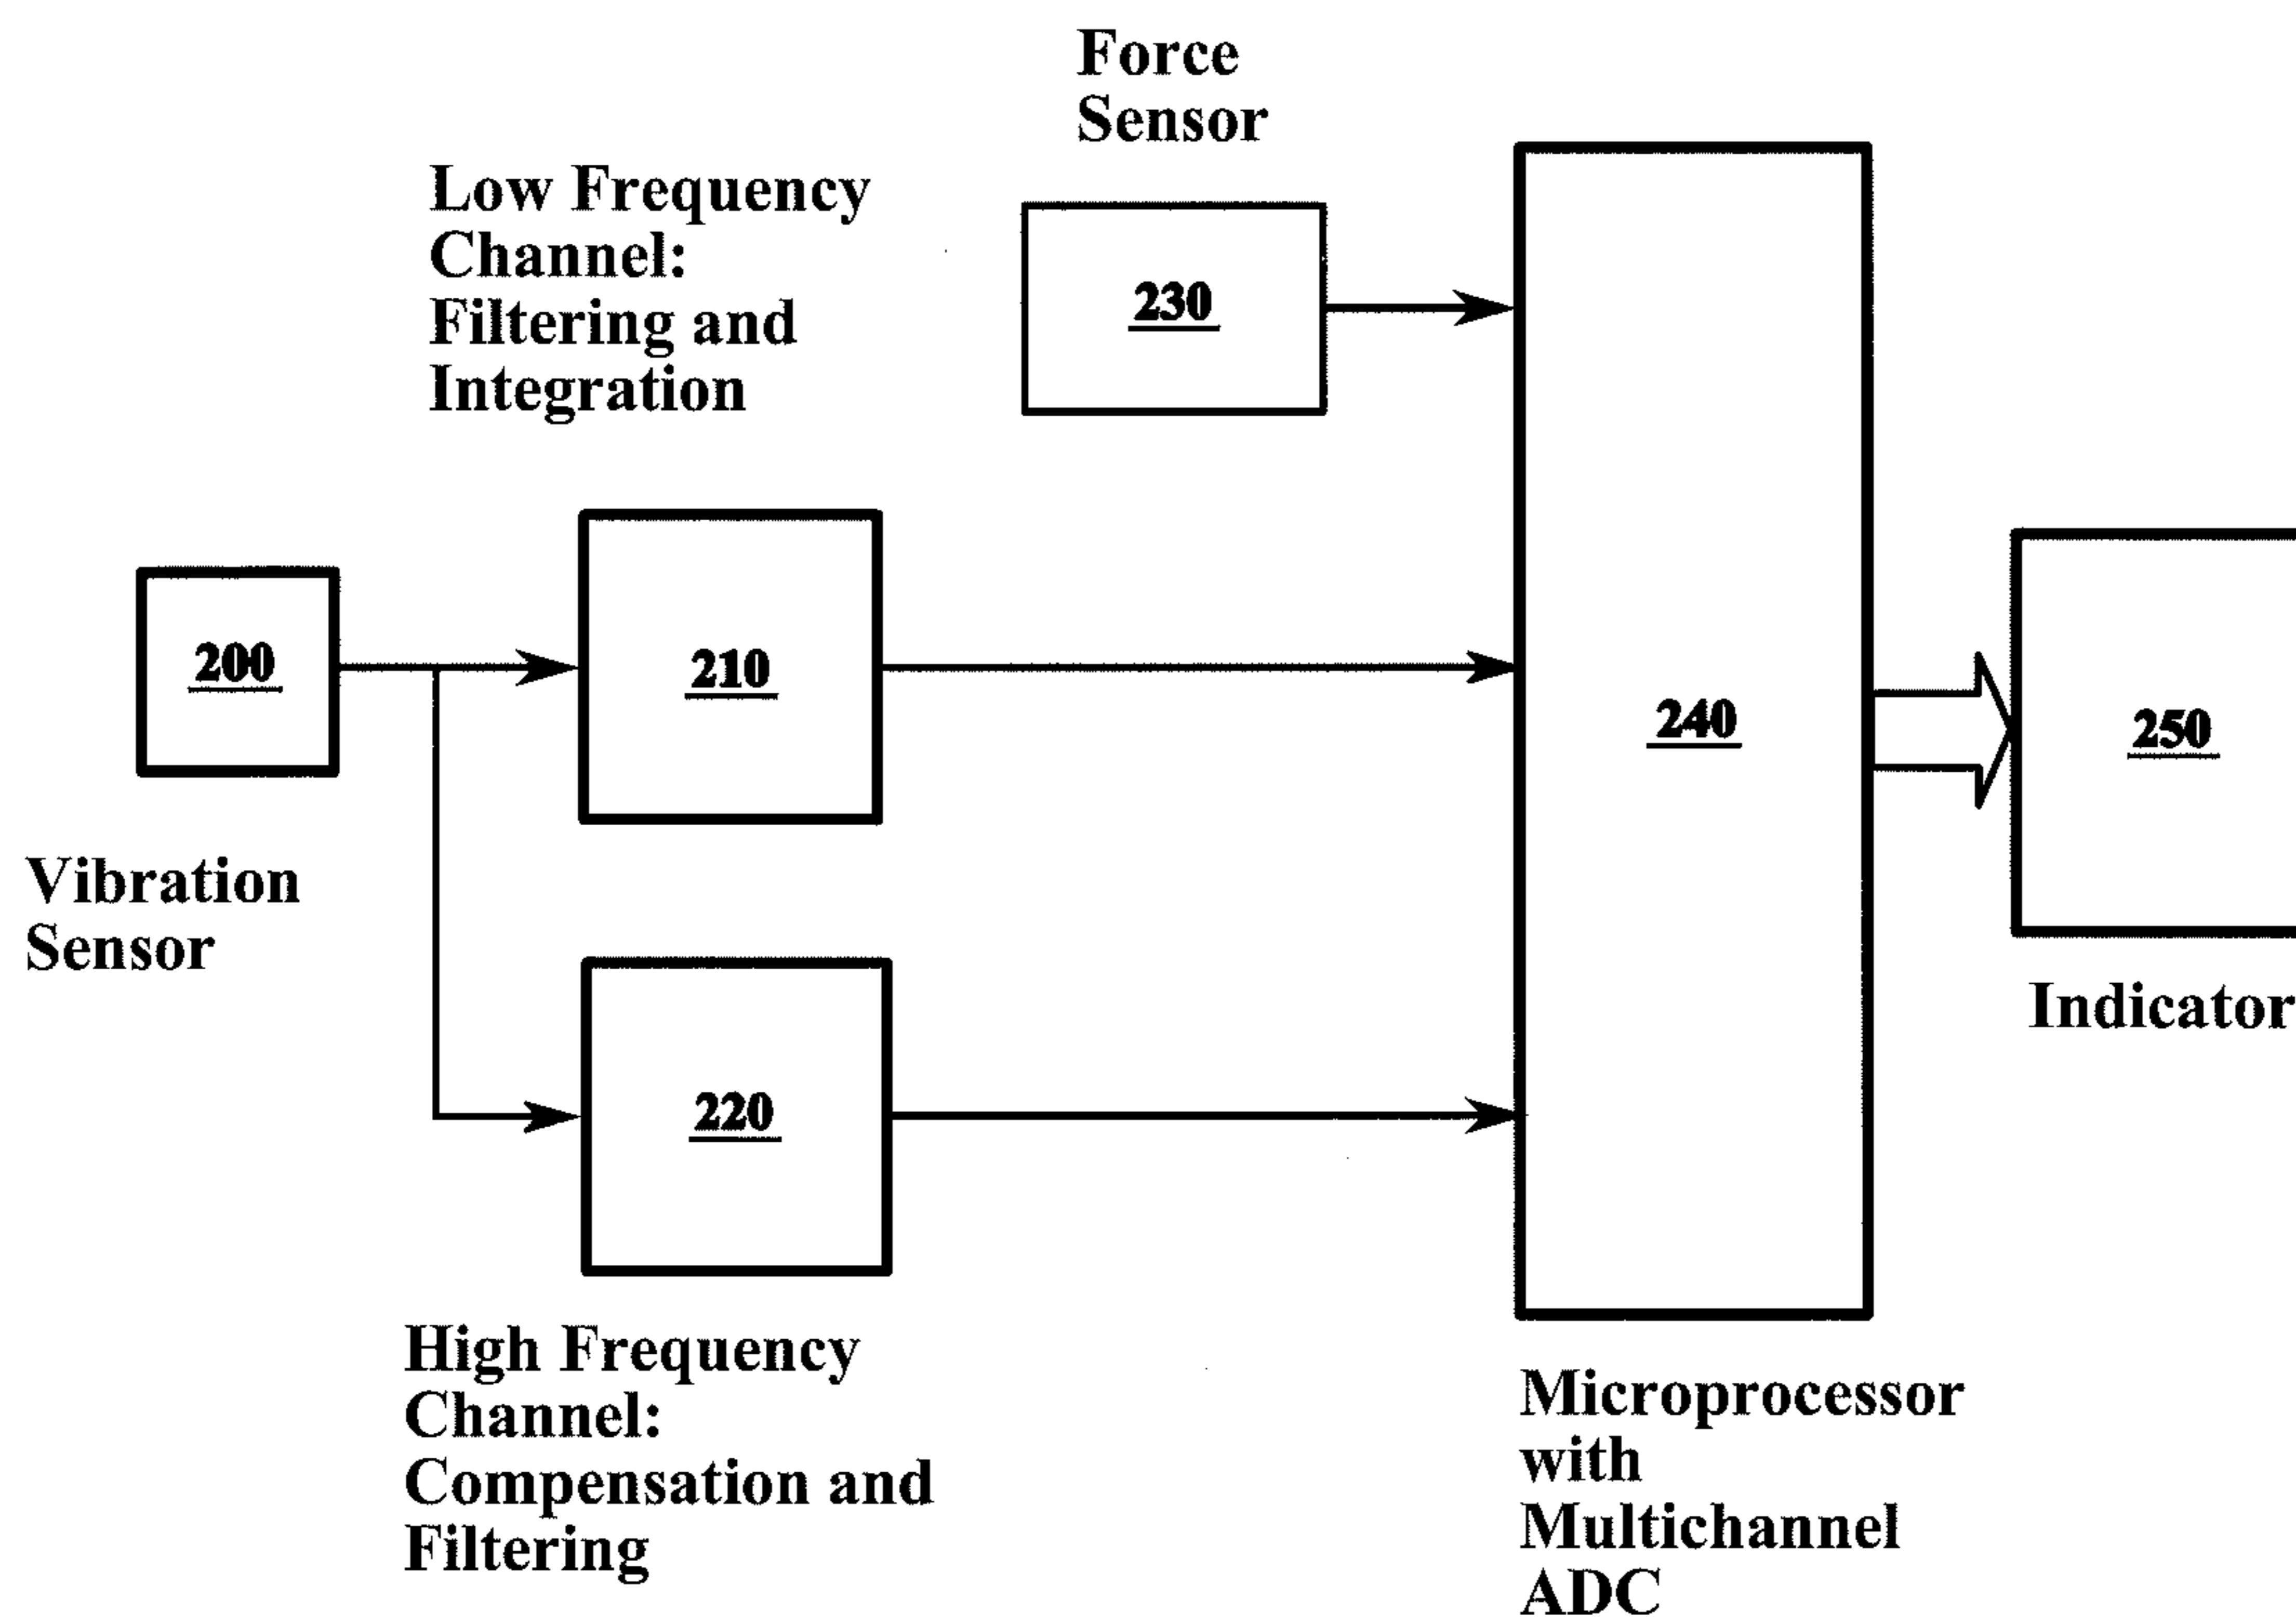 Force
Sensor
Low Frequency
Channel:
Filtering and
Integration
230
200
210
240
250
Vibration
Sensor
Indicator
220
High Frequency
Channel:
Compensation and
Filtering
Microprocessor
with
Multichannel
ADC